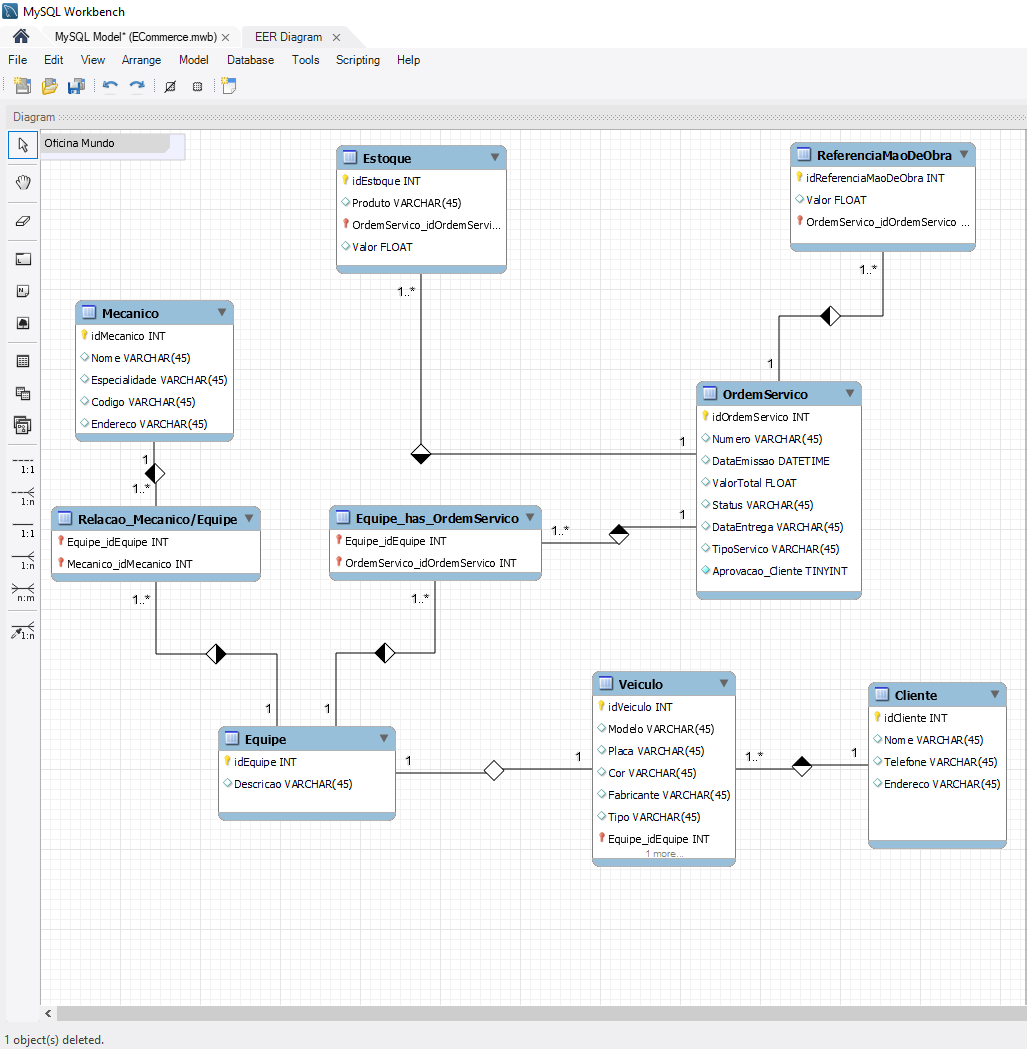 MySQL Workbench
MySQL Model* (ECommerce.mwb)
EER Diagram
File Edit View Arrange Model Database Tools Scripting Help
Diagram
Oficina Mundo
Estoque
idEstoque INT
Produto VARCHAR(45)
OrdemServico_idOrdemServi...
Valor FLOAT
1..*
ReferenciaMaoDeObra
idReferenciaMaoDeObra INT
Valor FLOAT
OrdemServico_idOrdemServico ...
1..*
1
Mecanico
idMecanico INT
Nome VARCHAR(45)
Especialidade VARCHAR(45)
Codigo VARCHAR(45)
Endereco VARCHAR(45)
1
1..*
OrdemServico
idOrdemServico INT
Numero VARCHAR(45)
DataEmissao DATETIME
ValorTotal FLOAT
Status VARCHAR(45)
DataEntrega VARCHAR(45)
TipoServico VARCHAR(45)
Aprovacao_Cliente TINYINT
1
1
Relacao_Mecanico/Equipe
Equipe_idEquipe INT
Mecanico_idMecanico INT
1..*
1
Equipe_has_OrdemServico
Equipe_idEquipe INT
OrdemServico_idOrdemServico INT
1..*
1..*
1
Equipe
idEquipe INT
Descricao VARCHAR(45)
1
1
Veiculo
idVeiculo INT
Modelo VARCHAR(45)
Placa VARCHAR(45)
Cor VARCHAR(45)
Fabricante VARCHAR(45)
Tipo VARCHAR(45)
Equipe_idEquipe INT
1 more...
1..*
1
Cliente
idCliente INT
Nome VARCHAR(45)
Telefone VARCHAR(45)
Endereco VARCHAR(45)
1:1
1:n
1:1
1:n
n:m
1:n
1 object(s) deleted.